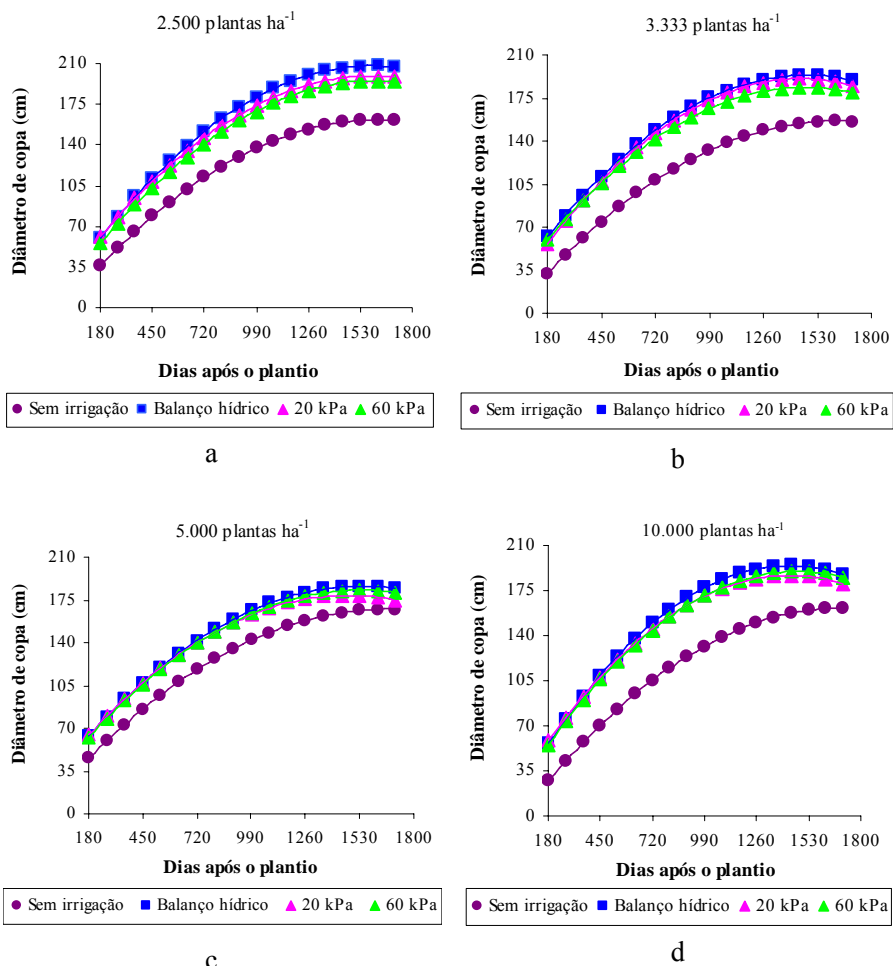 2.500 plantas ha-1
Diâmetro de copa (cm)
210
175
140
105
70
35
0
180 450 720 990 1260 1530 1800
Dias após o plantio
Sem irrigação Balanço hídrico 20 kPa 60 kPa
a
3.333 plantas ha-1
Diâmetro de copa (cm)
210
175
140
105
70
35
0
180 450 720 990 1260 1530 1800
Dias após o plantio
Sem irrigação Balanço hídrico 20 kPa 60 kPa
b
5.000 plantas ha-1
Diâmetro de copa (cm)
210
175
140
105
70
35
0
180 450 720 990 1260 1530 1800
Dias após o plantio
Sem irrigação Balanço hídrico 20 kPa 60 kPa
c
10.000 plantas ha-1
Diâmetro de copa (cm)
210
175
140
105
70
35
0
180 450 720 990 1260 1530 1800
Dias após o plantio
Sem irrigação Balanço hídrico 20 kPa 60 kPa
d